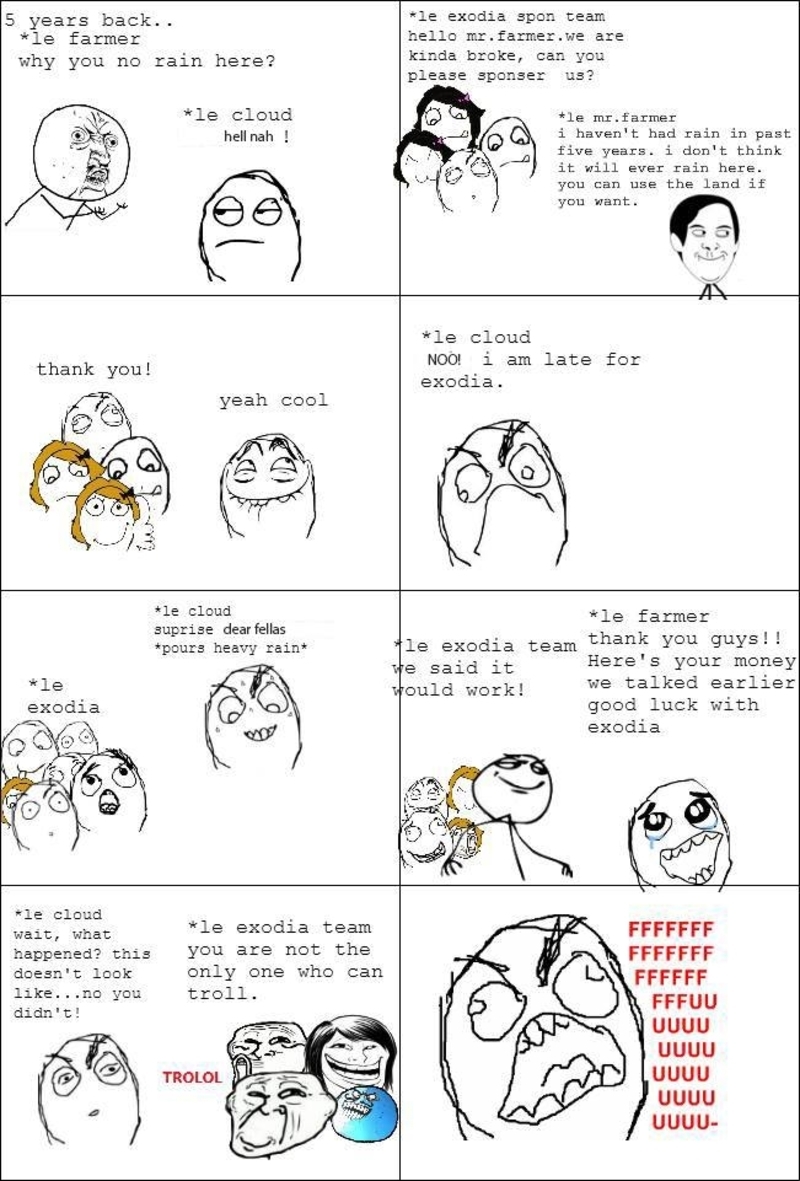 5 years back..
*le farmer
why you no rain here?
*le cloud
hell nah !
*le exodia spon team
hello mr.farmer.we are
kinda broke, can you
please sponser us?
*le mr.farmer
i haven't had rain in past
five years. i don't think
it will ever rain here.
you can use the land if
you want.
thank you!
yeah cool
*le cloud
NOO! i am late for
exodia.
*le cloud
suprise dear fellas
*pours heavy rain*
*le
exodia
*le exodia team
we said it
would work!
*le farmer
thank you guys!!
Here's your money
we talked earlier
good luck with
exodia
*le cloud
wait, what
happened? this
doesn't look
like...no you
didn't!
*le exodia team
you are not the
only one who can
troll.
TROLOL
FFFFFFF
FFFFFFF
FFFFFF
FFFUU
UUUU
UUUU
UUUU
UUUU
UUUU-